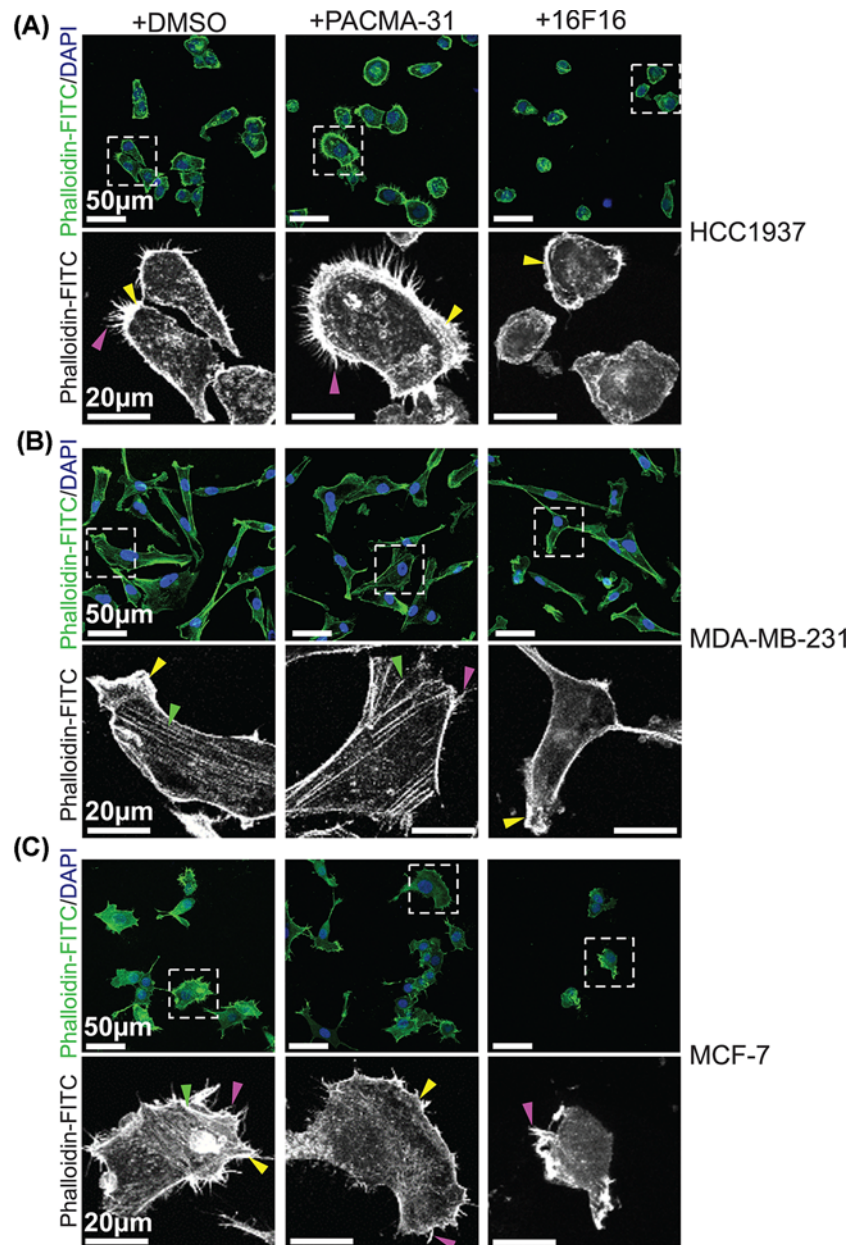 (A)
+DMSO +PACMA-31 +16F16
Phalloidin-FITC/DAPI
50µm
HCC1937
Phalloidin-FITC
20µm
(B)
Phalloidin-FITC/DAPI
50µm
MDA-MB-231
Phalloidin-FITC
20µm
(C)
Phalloidin-FITC/DAPI
50µm
MCF-7
Phalloidin-FITC
20µm